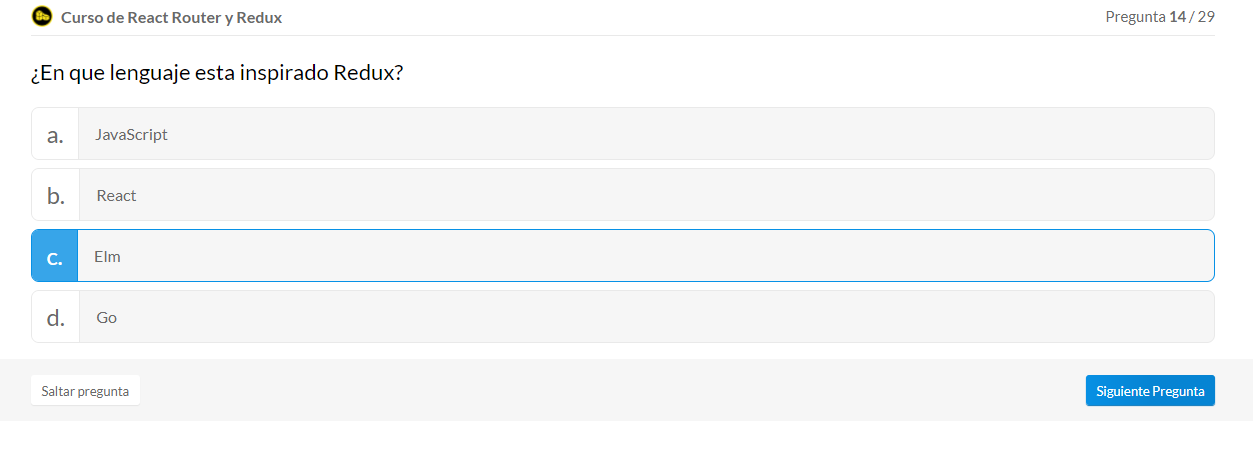 Curso de React Router y Redux
Pregunta 14 / 29
¿En que lenguaje esta inspirado Redux?
a. JavaScript
b. React
c. Elm
d. Go
Saltar pregunta
Siguiente Pregunta